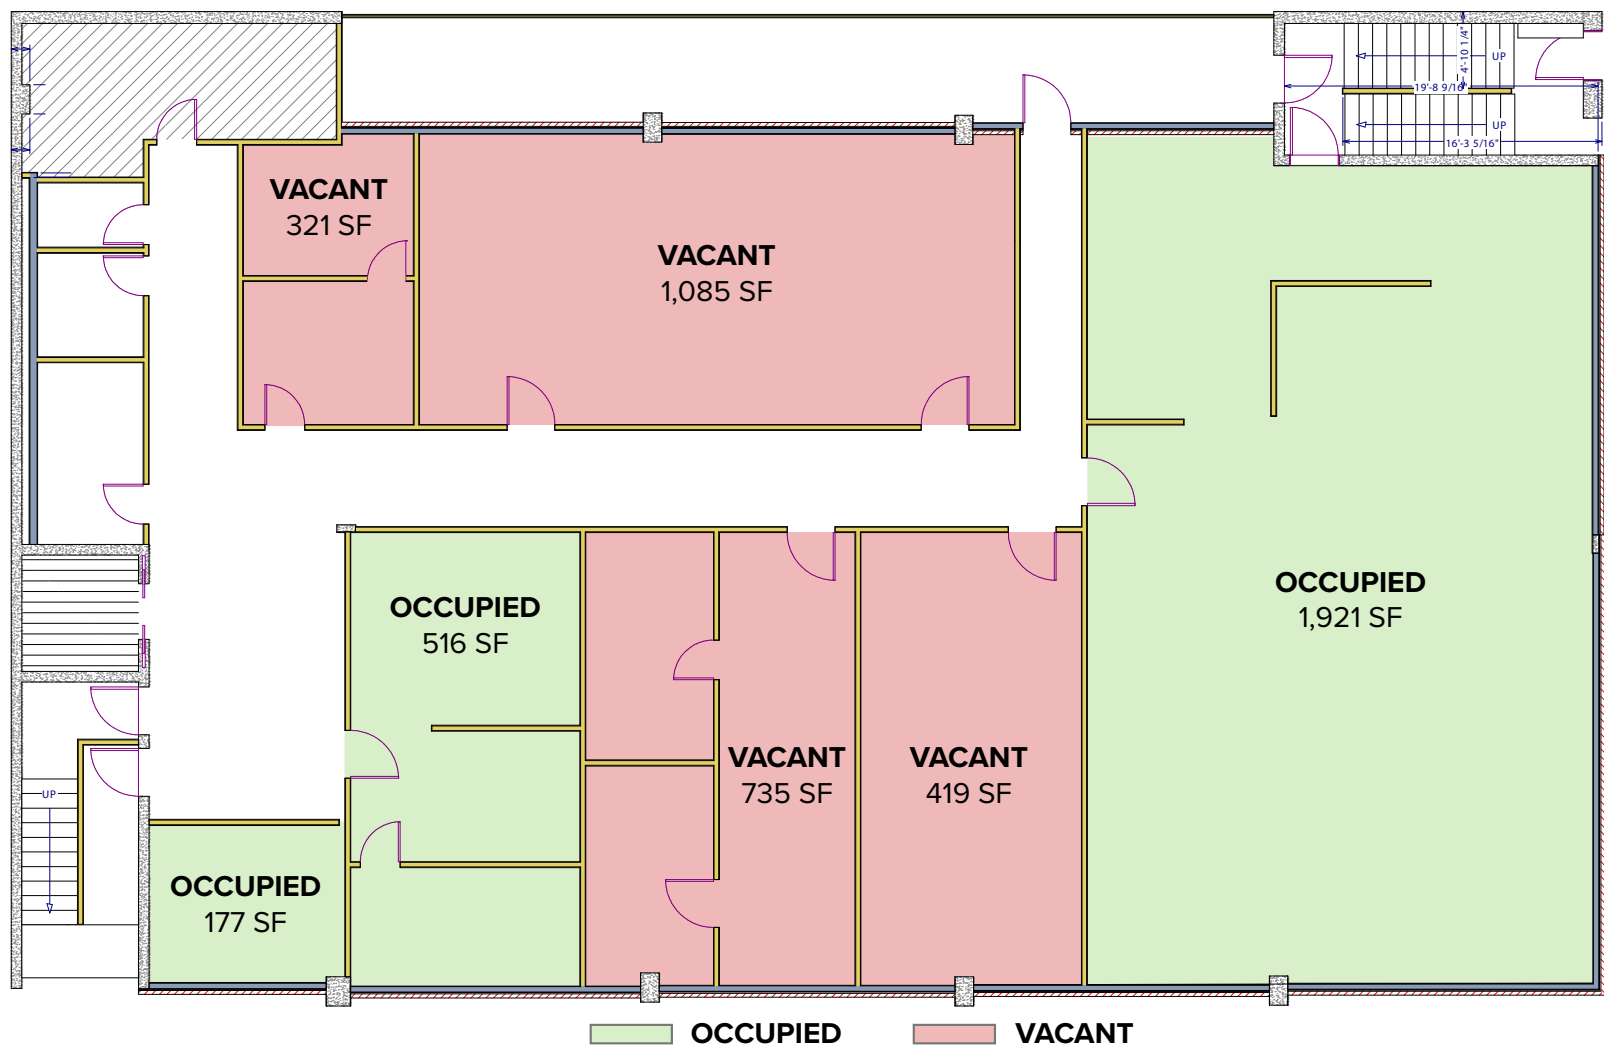 4'-10 1/4"
UP
19'-8 9/16"
UP
16'-3 5/16"
VACANT
321 SF
VACANT
1,085 SF
OCCUPIED
1,921 SF
OCCUPIED
516 SF
VACANT
735 SF
VACANT
419 SF
UP
OCCUPIED
177 SF
OCCUPIED
VACANT